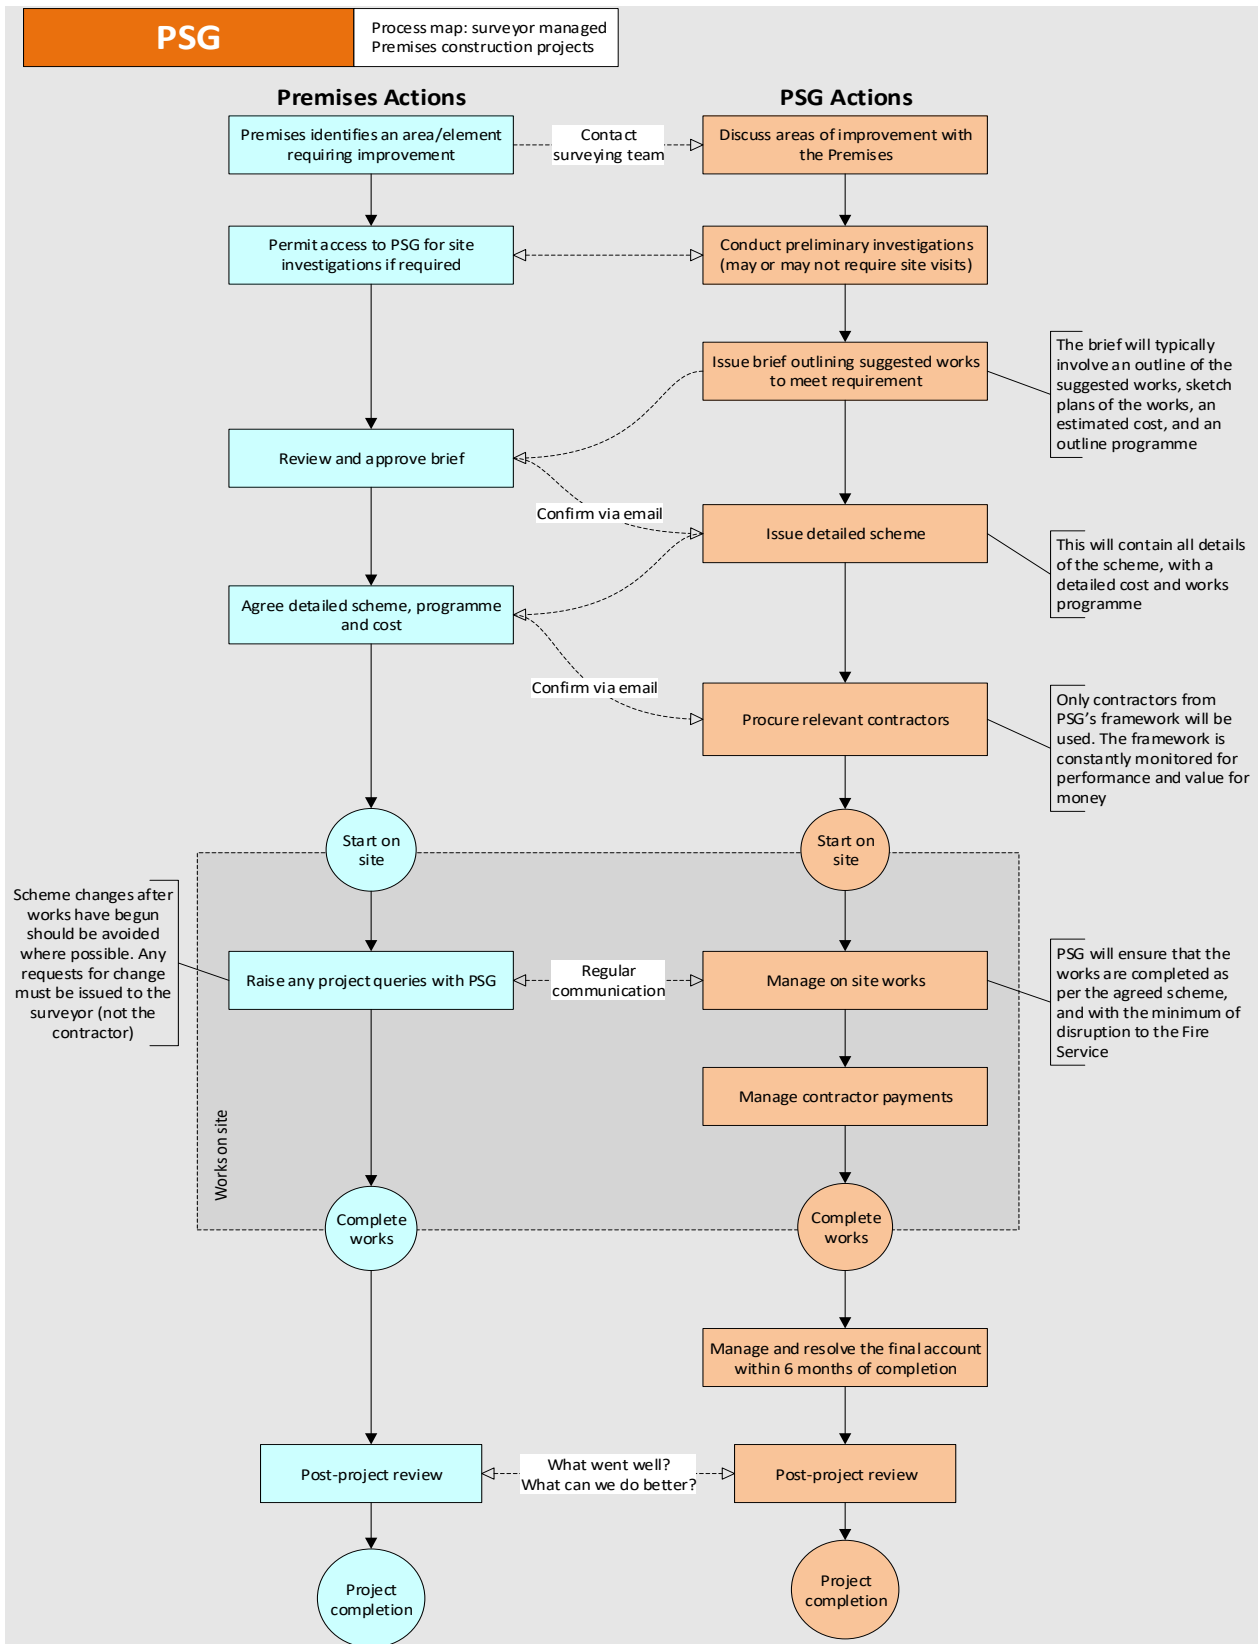 PSG
Process map: surveyor managed
Premises construction projects
Premises Actions
PSG Actions
Premises identifies an area/element
requiring improvement
Contact
surveying team
Discuss areas of improvement with
the Premises
Permit access to PSG for site
investigations if required
Conduct preliminary investigations
(may or may not require site visits)
Issue brief outlining suggested works
to meet requirement
The brief will typically
involve an outline of the
suggested works, sketch
plans of the works, an
estimated cost, and an
outline programme
Review and approve brief
Confirm via email
Issue detailed scheme
This will contain all details
of the scheme, with a
detailed cost and works
programme
Agree detailed scheme, programme
and cost
Confirm via email
Procure relevant contractors
Only contractors from
PSG's framework will be
used. The framework is
constantly monitored for
performance and value for
money
Start on
site
Start on
site
Scheme changes after
works have begun
should be avoided
where possible. Any
requests for change
must be issued to the
surveyor (not the
contractor)
Raise any project queries with PSG
Regular
communication
Manage on site works
PSG will ensure that the
works are completed as
per the agreed scheme,
and with the minimum of
disruption to the Fire
Service
Manage contractor payments
Works on site
Complete
works
Complete
works
Manage and resolve the final account
within 6 months of completion
Post-project review
What went well?
What can we do better?
Post-project review
Project
completion
Project
completion